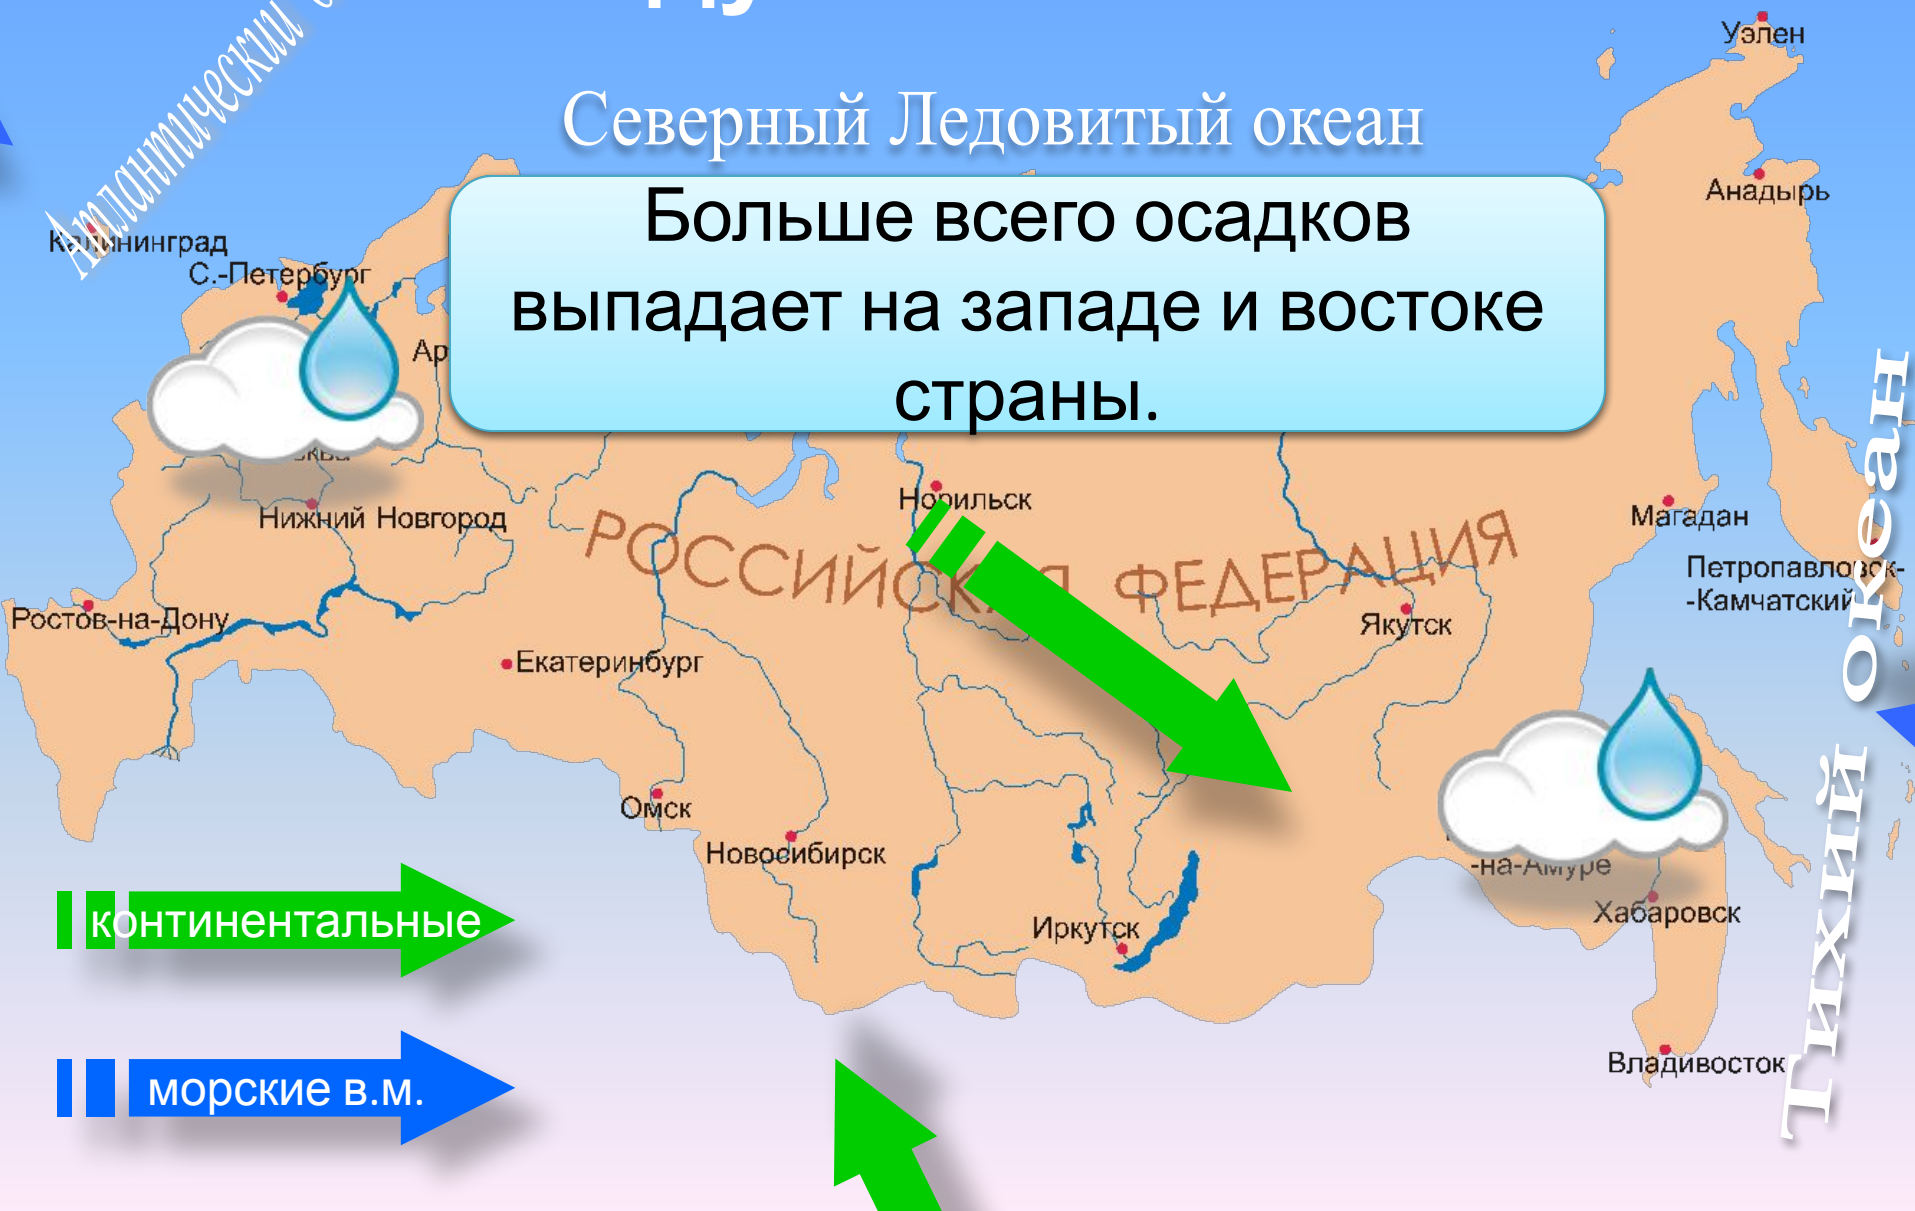 Уэлен
Атлантический
Северный Ледовитый океан
Анадырь
Больше всего осадков
выпадает на западе и востоке
страны.
Калининград
С.-Петербург
Ар
Норильск
Магадан
Нижний Новгород
РОССИЙСКАЯ ФЕДЕРАЦИЯ
Петропавловск-
-Камчатский
Тихий океан
Ростов-на-Дону
Якутск
Екатеринбург
Омск
Новосибирск
-на-Амуре
Хабаровск
Иркутск
континентальные
Владивосток
морские в.м.